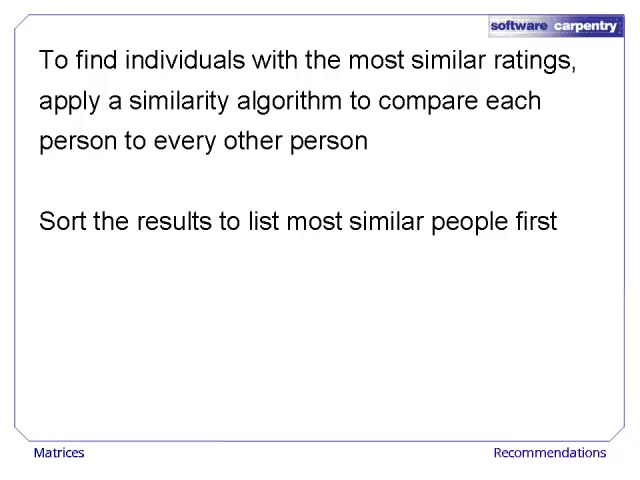 software carpentry
To find individuals with the most similar ratings,
apply a similarity algorithm to compare each
person to every other person
Sort the results to list most similar people first
Matrices
Recommendations